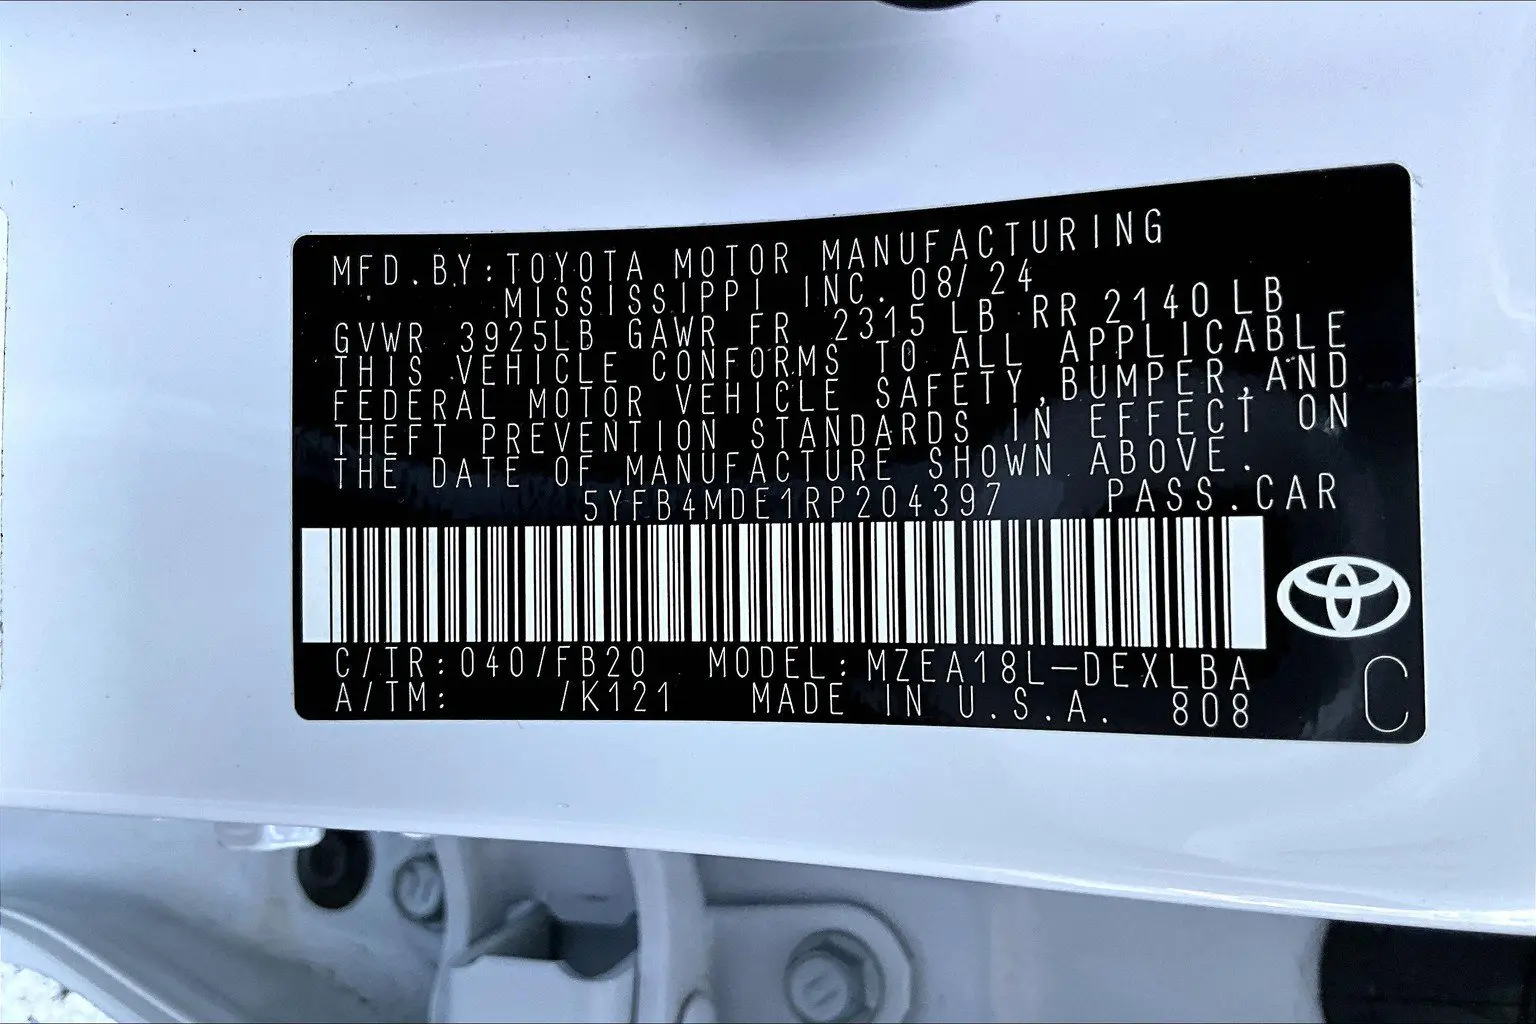 MFD.BY:TOYOTA MOTOR MANUFACTURING
MISSISSIPPI INC. 08/24
GVWR 3925LB GAWR FR 2315 LB RR 2140 LB
THIS VEHICLE CONFORMS TO ALL APPLICABLE
FEDERAL MOTOR VEHICLE SAFETY,BUMPER,AND
THEFT PREVENTION STANDARDS IN EFFECT ON
THE DATE OF MANUFACTURE SHOWN ABOVE.
5YFB4MDE1RP204397 PASS.CAR
C/TR:040/FB20 MODEL:MZEA18L-DEXLBA
A/TM: /K121 MADE IN U.S.A. 808
C